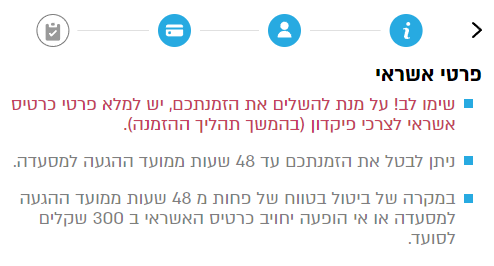 פרטי אשראי
שימו לב! על מנת להשלים את הזמנתכם, יש למלא פרטי כרטיס
אשראי לצרכי פיקדון (בהמשך תהליך ההזמנה).
ניתן לבטל את הזמנתכם עד 48 שעות ממועד ההגעה למסעדה.
במקרה של ביטול בטווח של פחות מ 48 שעות ממועד ההגעה
למסעדה או אי הופעה יחויב כרטיס האשראי ב 300 שקלים
לסועד.